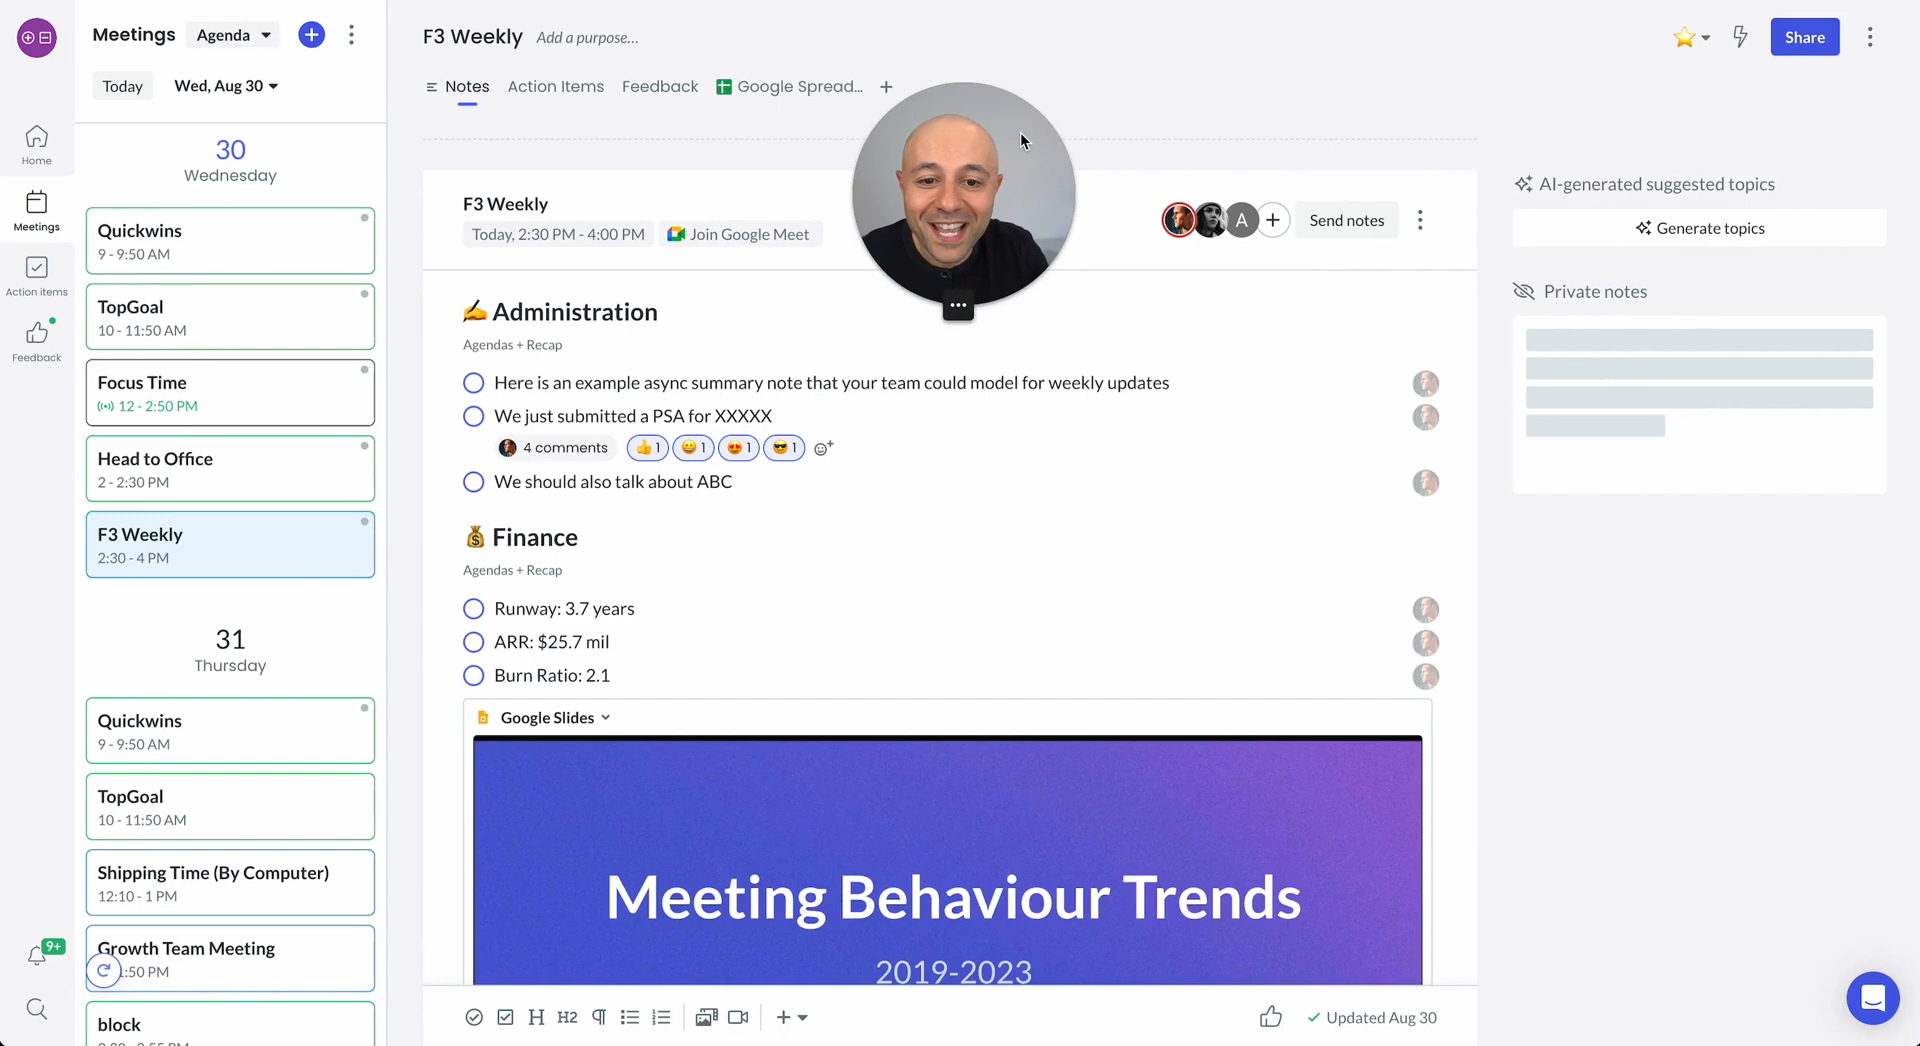 Meetings
Agenda
Today
Wed, Aug 30
Home
Meetings
Action items
Feedback
9+
30
Wednesday
Quickwins
9 - 9:50 AM
TopGoal
10 - 11:50 AM
Focus Time
12 - 2:50 PM
Head to Office
2 - 2:30 PM
F3 Weekly
2:30 - 4 PM
31
Thursday
Quickwins
9 - 9:50 AM
TopGoal
10 - 11:50 AM
Shipping Time (By Computer)
12:10 - 1 PM
Growth Team Meeting
:50 PM
block
F3 Weekly Add a purpose...
Share
Notes Action Items Feedback Google Spread...
F3 Weekly
Today, 2:30 PM - 4:00 PM Join Google Meet
A
Send notes
✍️ Administration
Agendas + Recap
Here is an example async summary note that your team could model for weekly updates
We just submitted a PSA for XXXXX
4 comments 👍 1 😀 1 😍 1 😎 1
We should also talk about ABC
💰 Finance
Agendas + Recap
Runway: 3.7 years
ARR: $25.7 mil
Burn Ratio: 2.1
Google Slides
Meeting Behaviour Trends
2019-2023
H H2
Updated Aug 30
AI-generated suggested topics
Generate topics
Private notes